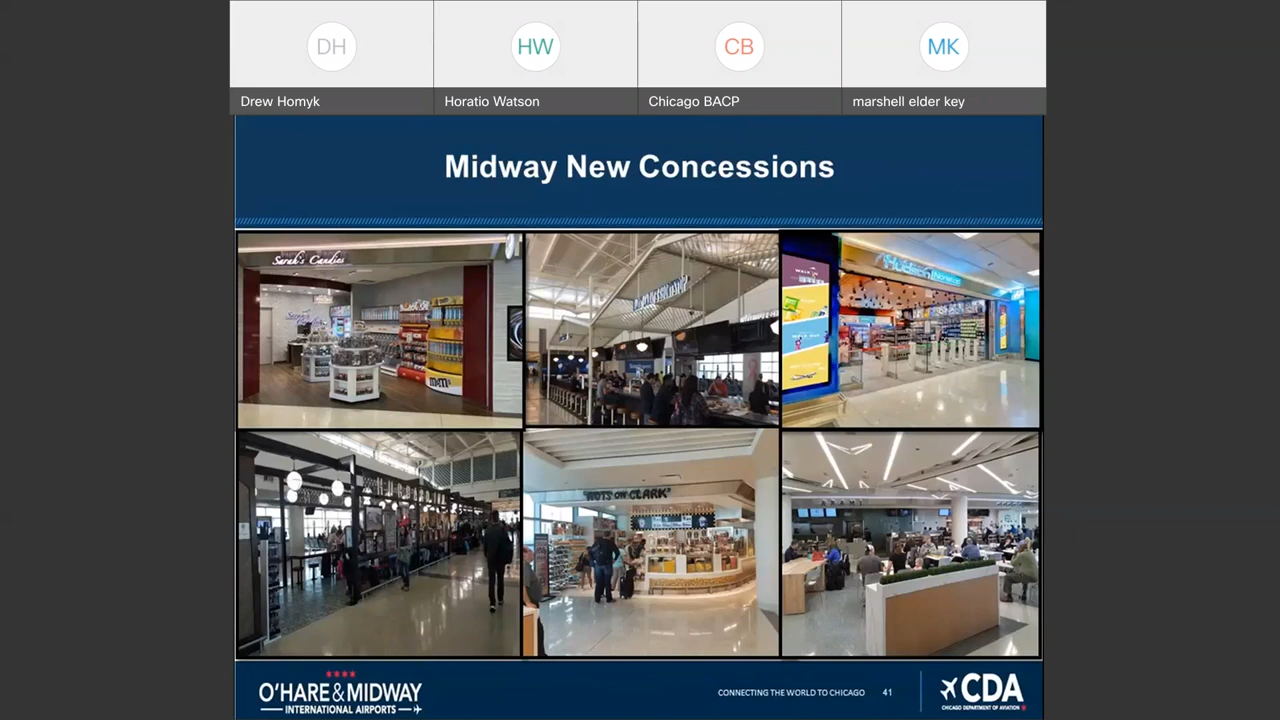 DH
HW
CB
MK
Drew Homyk
Horatio Watson
Chicago BACP
marshell elder key
Midway New Concessions
Sarah's Candies
Hudson
m&m's
"NUTS ON CLARK"
O'HARE & MIDWAY
INTERNATIONAL AIRPORTS
CONNECTING THE WORLD TO CHICAGO
41
CDA
CHICAGO DEPARTMENT OF AVIATION